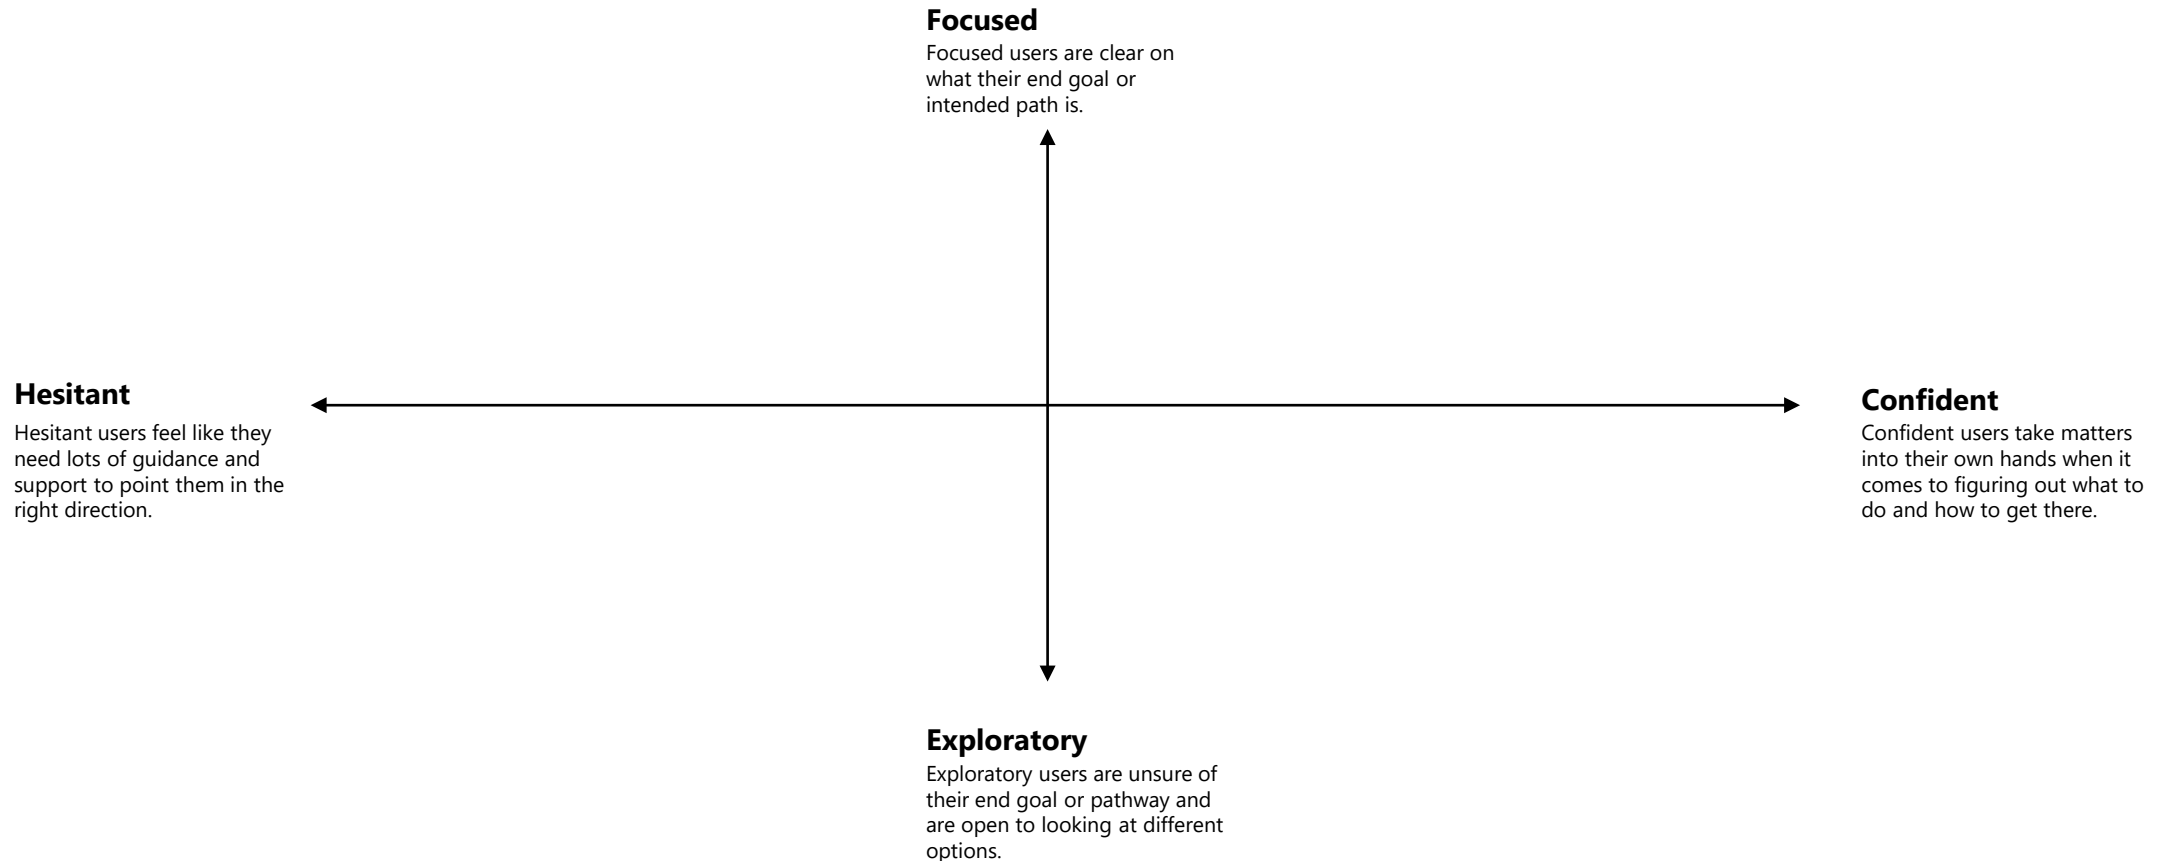 Focused
Focused users are clear on
what their end goal or
intended path is.
Hesitant
Hesitant users feel like they
need lots of guidance and
support to point them in the
right direction.
Confident
Confident users take matters
into their own hands when it
comes to figuring out what to
do and how to get there.
Exploratory
Exploratory users are unsure of
their end goal or pathway and
are open to looking at different
options.